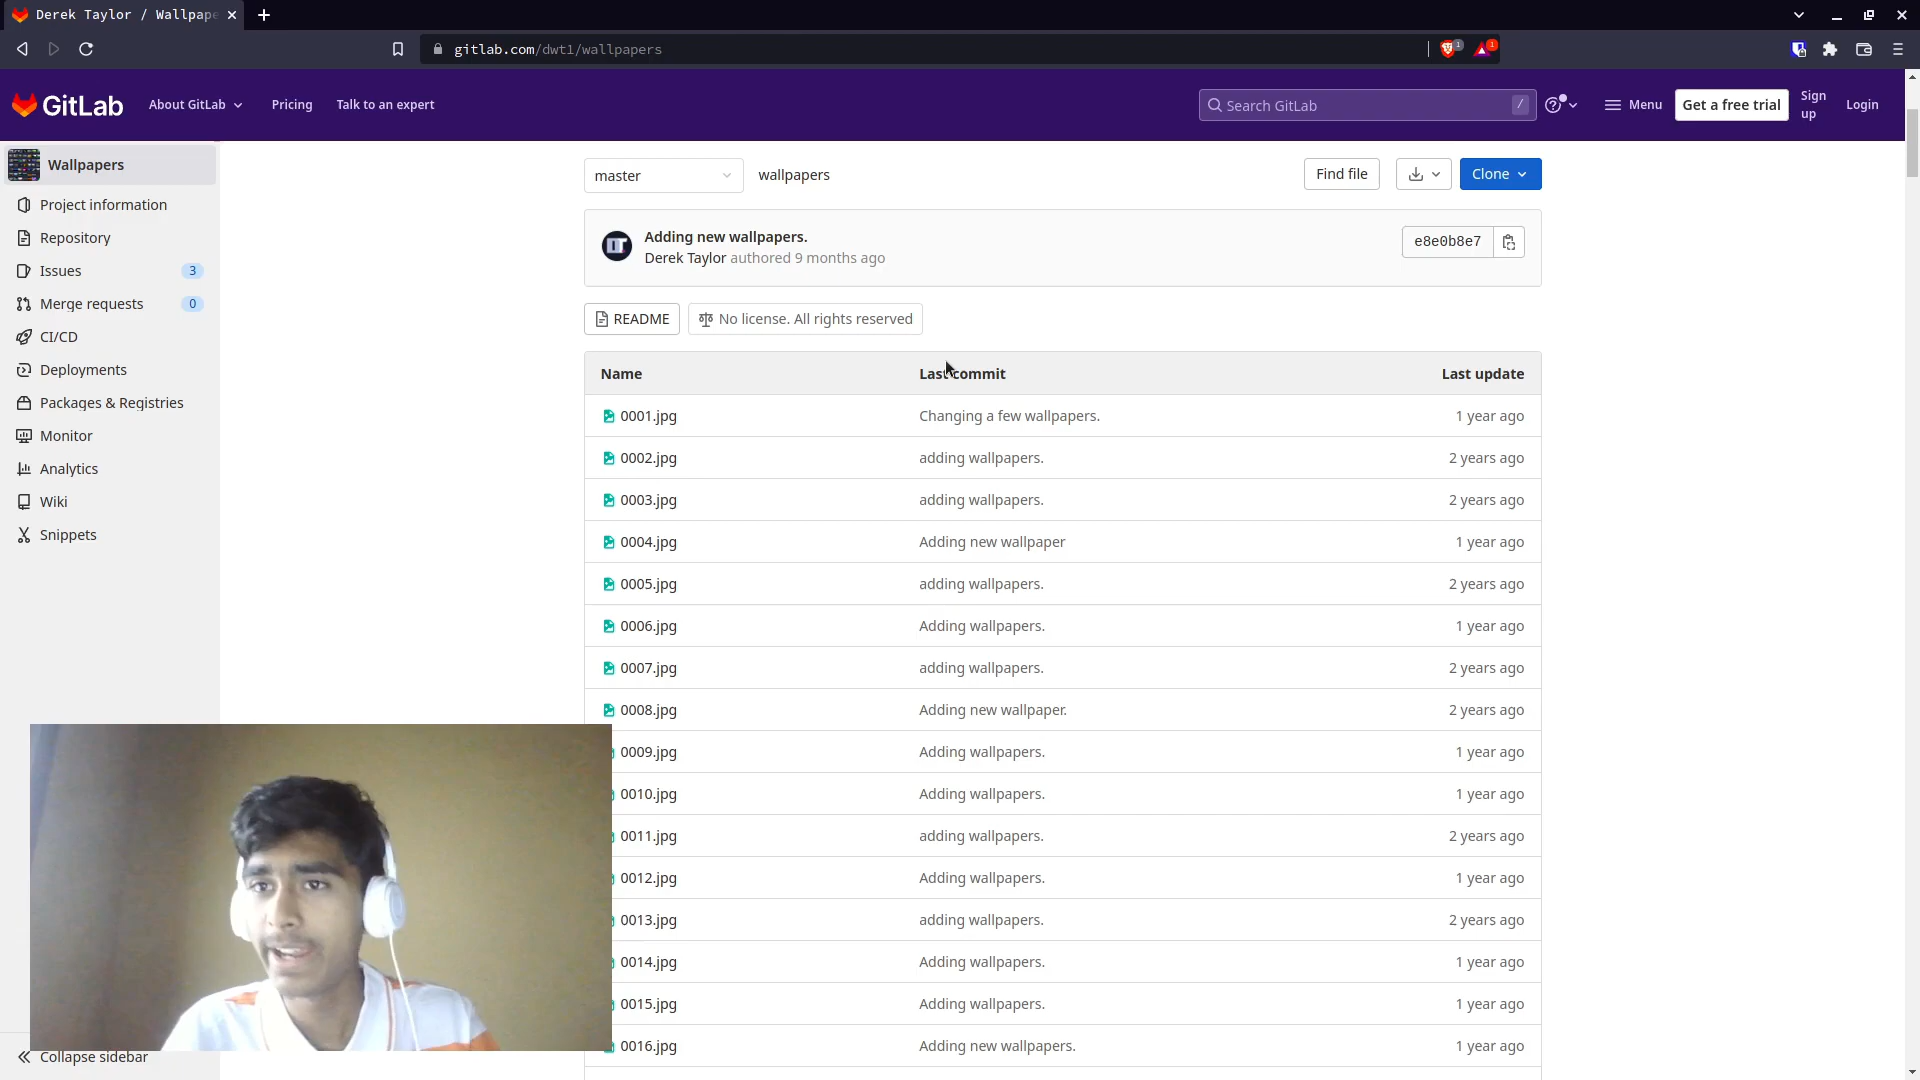 Derek Taylor / Wallpape
gitlab.com/dwt1/wallpapers
1
1
GitLab
About GitLab
Pricing
Talk to an expert
Search GitLab
/
Menu
Get a free trial
Sign up
Login
Wallpapers
Project information
Repository
Issues
3
Merge requests
0
CI/CD
Deployments
Packages & Registries
Monitor
Analytics
Wiki
Snippets
Collapse sidebar
master
wallpapers
Find file
Clone
Adding new wallpapers.
Derek Taylor authored 9 months ago
e8e0b8e7
README
No license. All rights reserved
Name Last commit Last update
0001.jpg Changing a few wallpapers. 1 year ago
0002.jpg adding wallpapers. 2 years ago
0003.jpg adding wallpapers. 2 years ago
0004.jpg Adding new wallpaper 1 year ago
0005.jpg adding wallpapers. 2 years ago
0006.jpg Adding wallpapers. 1 year ago
0007.jpg adding wallpapers. 2 years ago
0008.jpg Adding new wallpaper. 2 years ago
0009.jpg Adding wallpapers. 1 year ago
0010.jpg Adding wallpapers. 1 year ago
0011.jpg adding wallpapers. 2 years ago
0012.jpg Adding wallpapers. 1 year ago
0013.jpg adding wallpapers. 2 years ago
0014.jpg Adding wallpapers. 1 year ago
0015.jpg Adding wallpapers. 1 year ago
0016.jpg Adding new wallpapers. 1 year ago